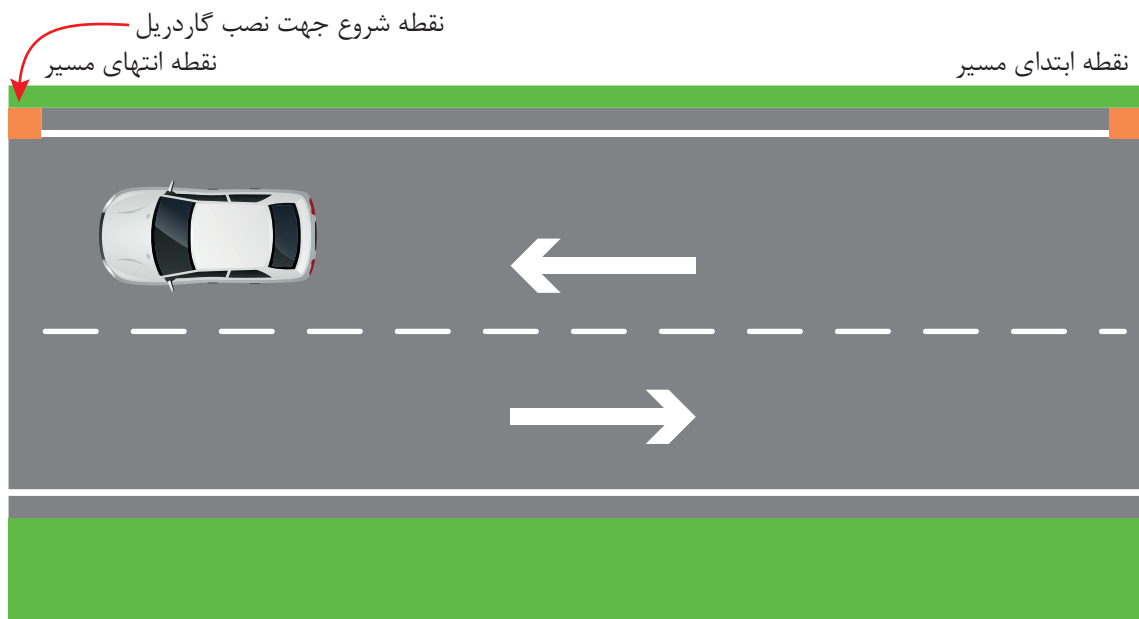 نقطه شروع جهت نصب گاردریل
نقطه ابتدای مسیر
نقطه انتهای مسیر